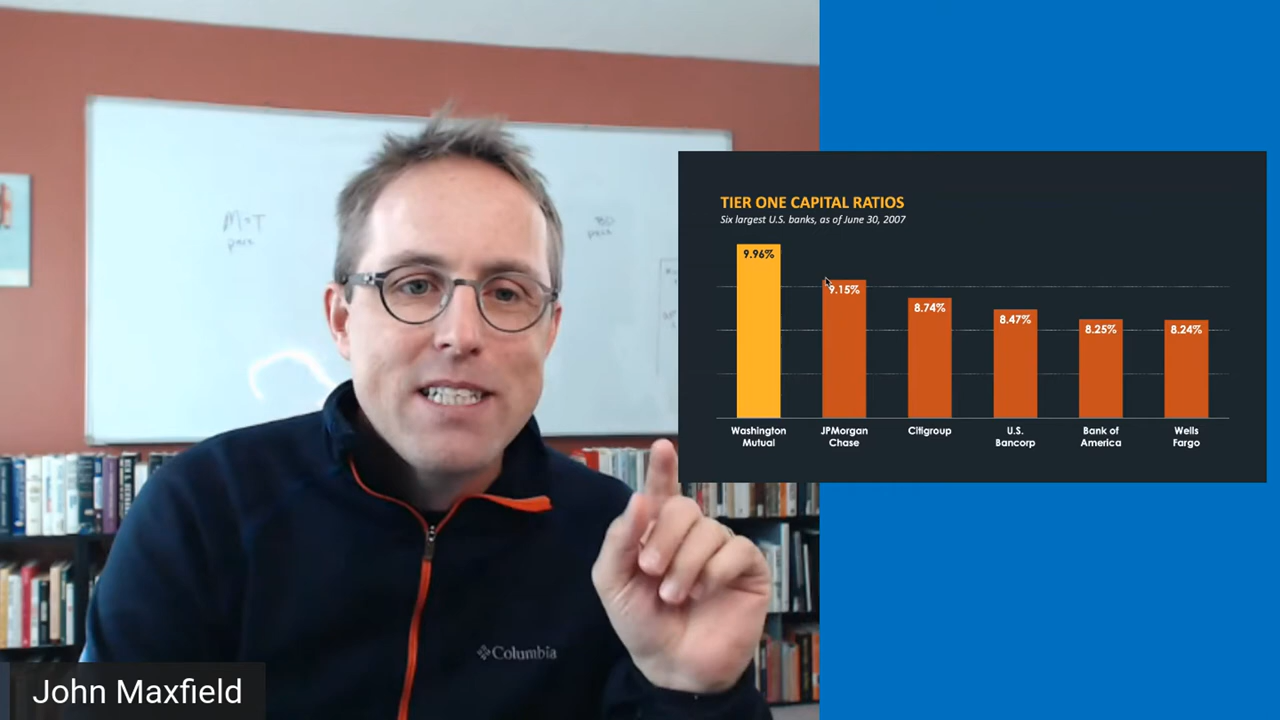 MOT
TIER ONE CAPITAL RATIOS
Six largest U.S. banks, as of June 30, 2007
9.96%
9.15%
8.74%
8.47%
8.25%
8.24%
Washington
Mutual
JPMorgan
Chase
Citigroup
U.S.
Bancorp
Bank of
America
Wells
Fargo
Columbia
John Maxfield